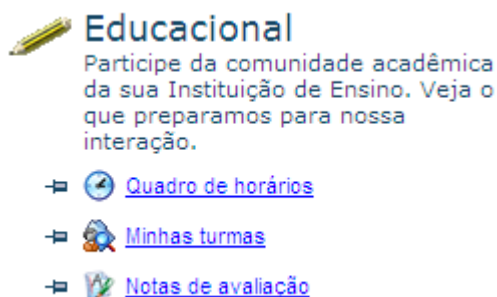 Educacional
Participe da comunidade acadêmica
da sua Instituição de Ensino. Veja o
que preparamos para nossa
interação.
Quadro de horários
Minhas turmas
Notas de avaliação